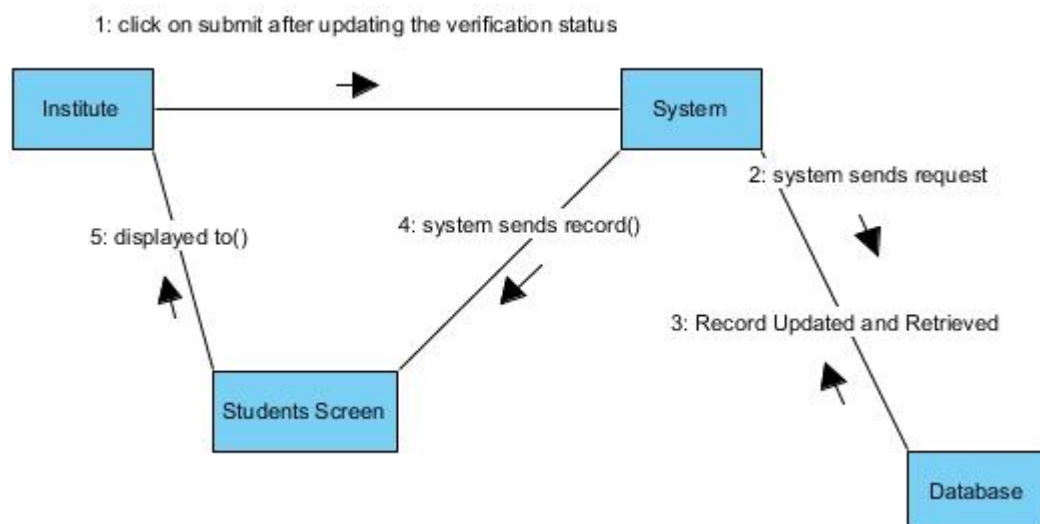 1: click on submit after updating the verification status
Institute
System
2: system sends request
5: displayed to()
4: system sends record()
3: Record Updated and Retrieved
Students Screen
Database